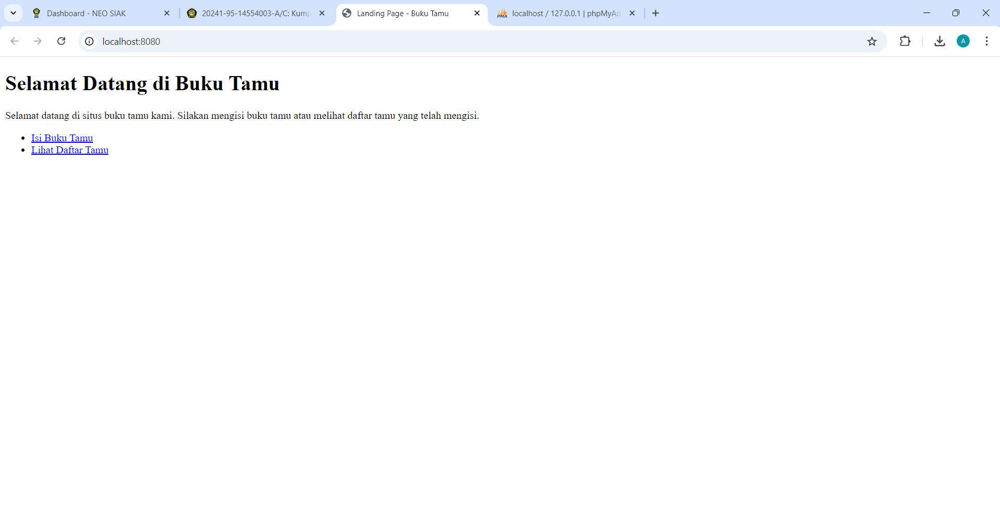 Dashboard - NEO SIAK
20241-95-14554003-A/C: Kump
Landing Page - Buku Tamu
localhost / 127.0.0.1 | phpMyAd
localhost:8080
A
Selamat Datang di Buku Tamu
Selamat datang di situs buku tamu kami. Silakan mengisi buku tamu atau melihat daftar tamu yang telah mengisi.
Isi Buku Tamu
Lihat Daftar Tamu